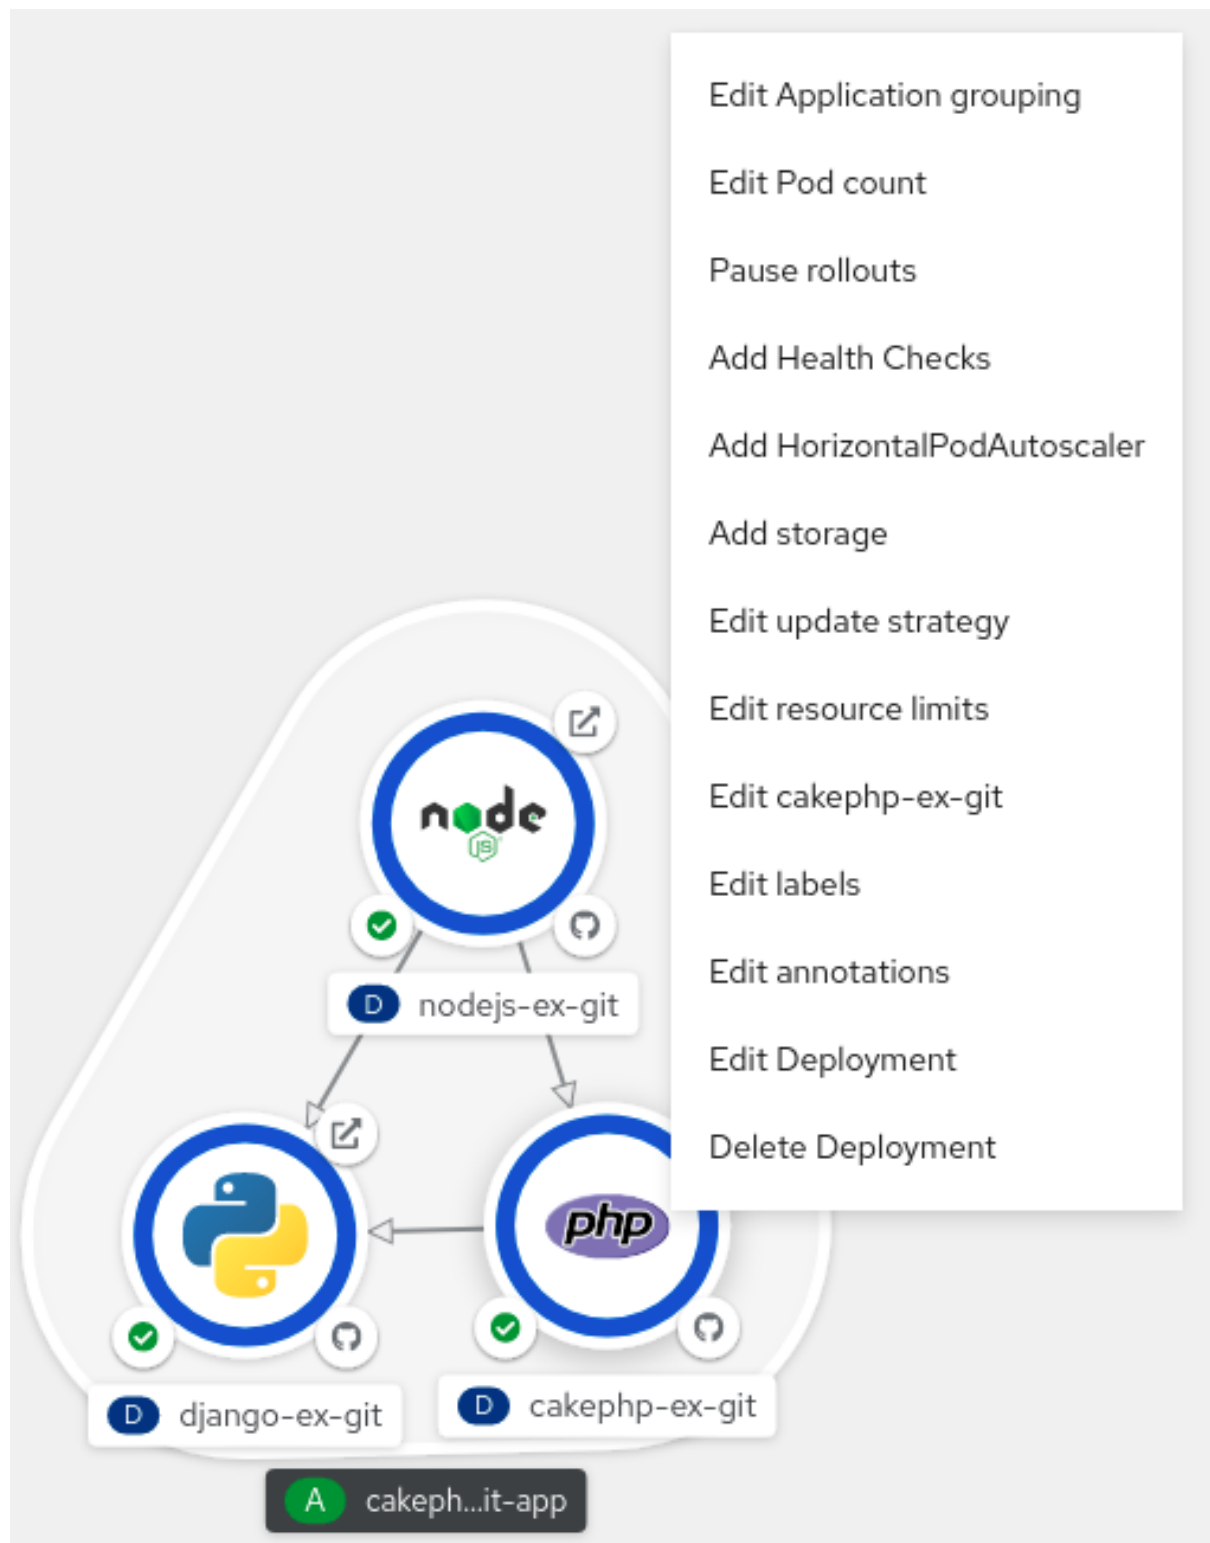 Edit Application grouping
Edit Pod count
Pause rollouts
Add Health Checks
Add HorizontalPodAutoscaler
Add storage
Edit update strategy
Edit resource limits
Edit cakephp-ex-git
Edit labels
Edit annotations
Edit Deployment
Delete Deployment
node
JS
D nodejs-ex-git
php
D django-ex-git
D cakephp-ex-git
A cakeph...it-app